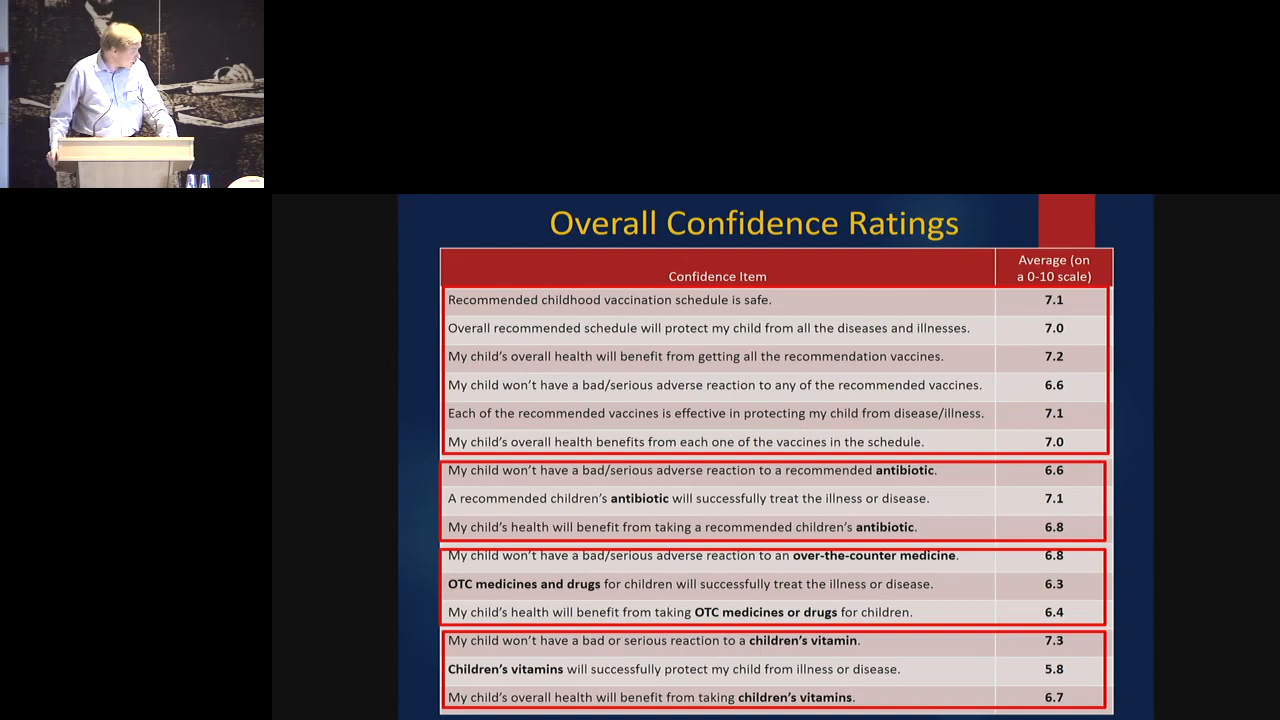 Overall Confidence Ratings
Confidence Item
Average (on
a 0-10 scale)
Recommended childhood vaccination schedule is safe. 7.1
Overall recommended schedule will protect my child from all the diseases and illnesses. 7.0
My child's overall health will benefit from getting all the recommendation vaccines. 7.2
My child won't have a bad/serious adverse reaction to any of the recommended vaccines. 6.6
Each of the recommended vaccines is effective in protecting my child from disease/illness. 7.1
My child's overall health benefits from each one of the vaccines in the schedule. 7.0
My child won't have a bad/serious adverse reaction to a recommended antibiotic. 6.6
A recommended children's antibiotic will successfully treat the illness or disease. 7.1
My child's health will benefit from taking a recommended children's antibiotic. 6.8
My child won't have a bad/serious adverse reaction to an over-the-counter medicine. 6.8
OTC medicines and drugs for children will successfully treat the illness or disease. 6.3
My child's health will benefit from taking OTC medicines or drugs for children. 6.4
My child won't have a bad or serious reaction to a children's vitamin. 7.3
Children's vitamins will successfully protect my child from illness or disease. 5.8
My child's overall health will benefit from taking children's vitamins. 6.7